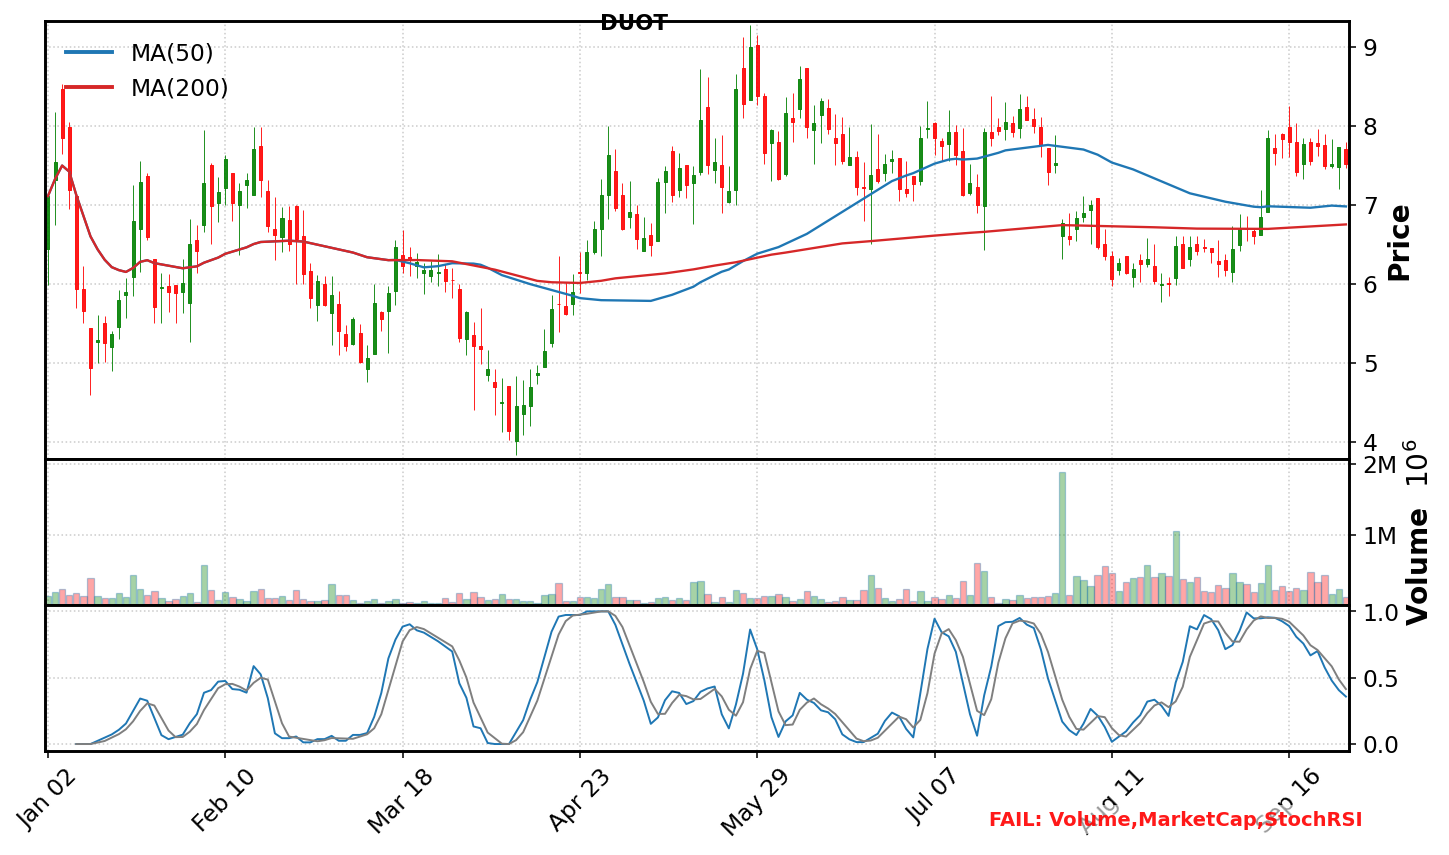 DUOT
MA(50)
MA(200)
9
8
7
6
5
4
Price
2M
1M
Volume 10^6
1.0
0.5
0.0
Jan 02
Feb 10
Mar 18
Apr 23
May 29
Jul 07
Aug 11
Sep 16
FAIL: Volume,MarketCap,StochRSI